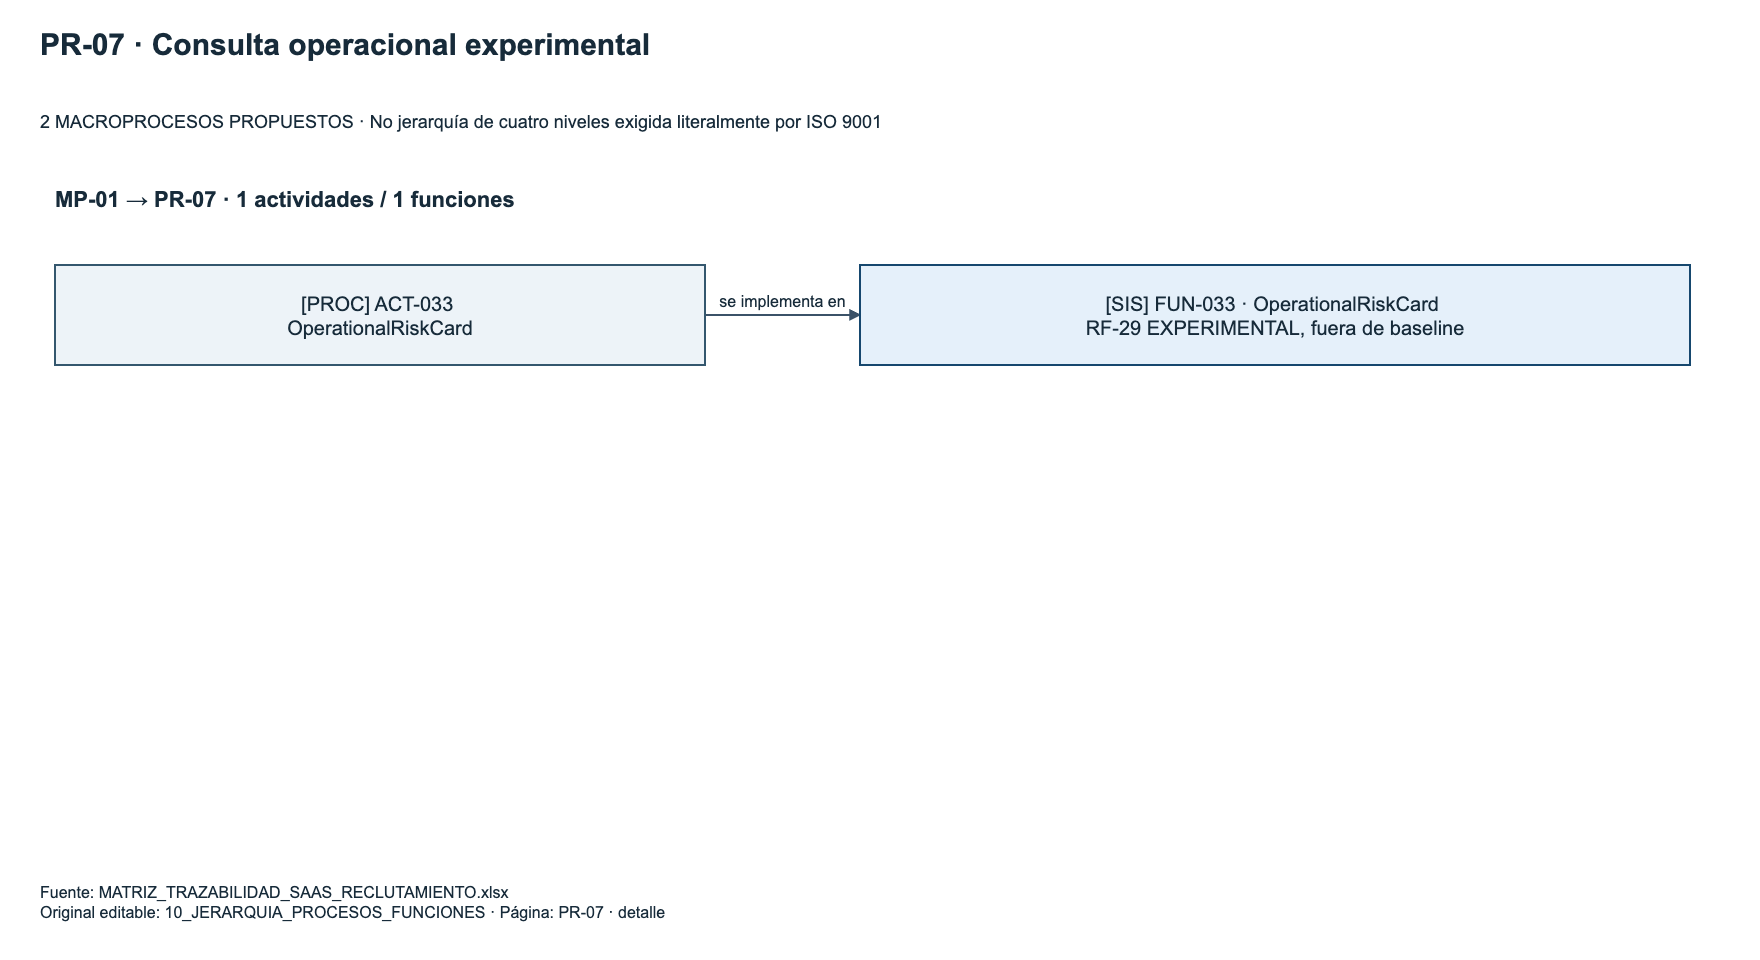 PR-07 · Consulta operacional experimental
2 MACROPROCESOS PROPUESTOS · No jerarquía de cuatro niveles exigida literalmente por ISO 9001
MP-01 → PR-07 · 1 actividades / 1 funciones
[PROC] ACT-033
OperationalRiskCard
se implementa en
[SIS] FUN-033 · OperationalRiskCard
RF-29 EXPERIMENTAL, fuera de baseline
Fuente: MATRIZ_TRAZABILIDAD_SAAS_RECLUTAMIENTO.xlsx
Original editable: 10_JERARQUIA_PROCESOS_FUNCIONES · Página: PR-07 · detalle